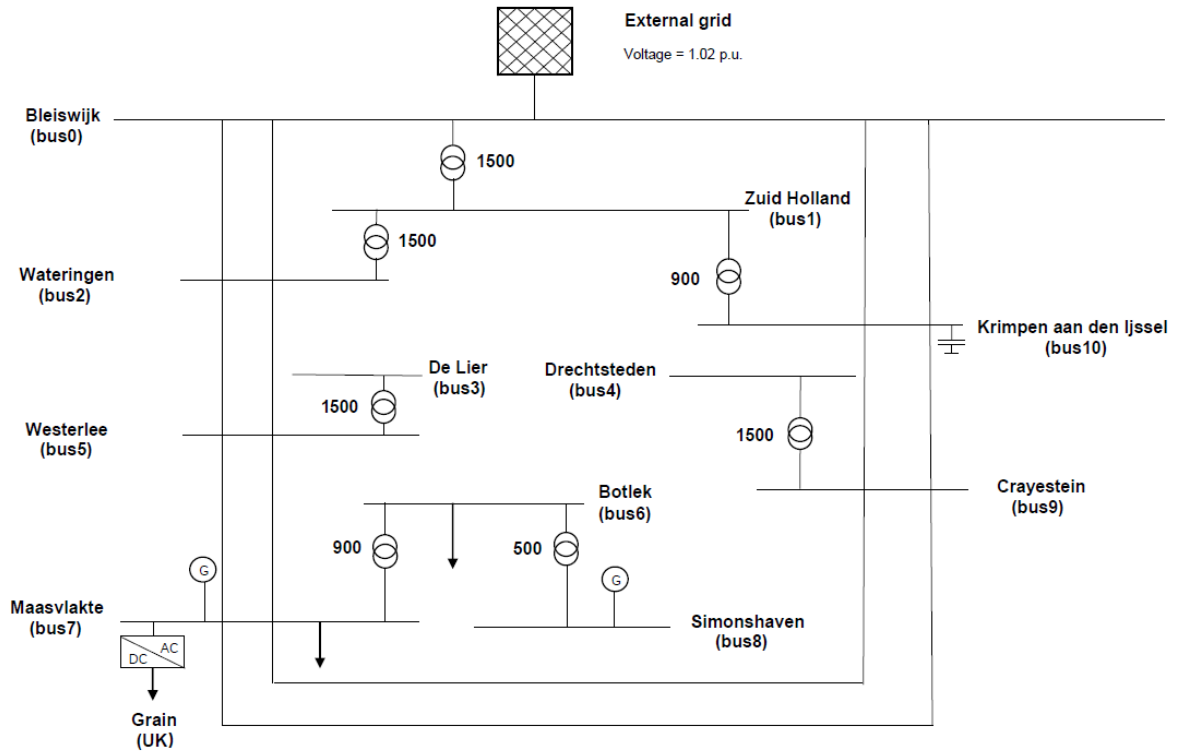 External grid
Voltage = 1.02 p.u.
Bleiswijk
(bus0)
1500
Zuid Holland
(bus1)
1500
Wateringen
(bus2)
900
Krimpen aan den Ijssel
(bus10)
De Lier
(bus3)
Drechtsteden
(bus4)
1500
Westerlee
(bus5)
1500
Botlek
(bus6)
Crayestein
(bus9)
900
500
G
G
Maasvlakte
(bus7)
Simonshaven
(bus8)
AC
DC
Grain
(UK)